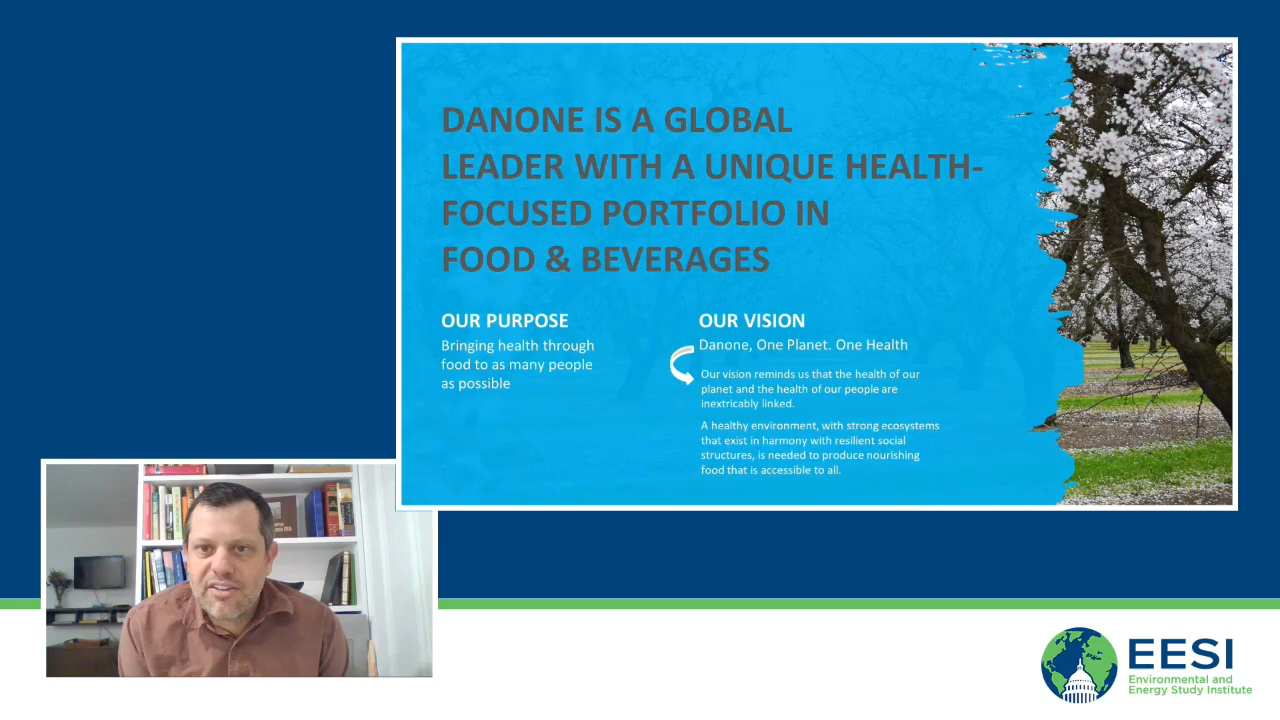 DANONE IS A GLOBAL
LEADER WITH A UNIQUE HEALTH-
FOCUSED PORTFOLIO IN
FOOD & BEVERAGES
OUR PURPOSE
Bringing health through
food to as many people
as possible
OUR VISION
Danone, One Planet. One Health
Our vision reminds us that the health of our
planet and the health of our people are
inextricably linked.
A healthy environment, with strong ecosystems
that exist in harmony with resilient social
structures, is needed to produce nourishing
food that is accessible to all.
EESI
Environmental and
Energy Study Institute